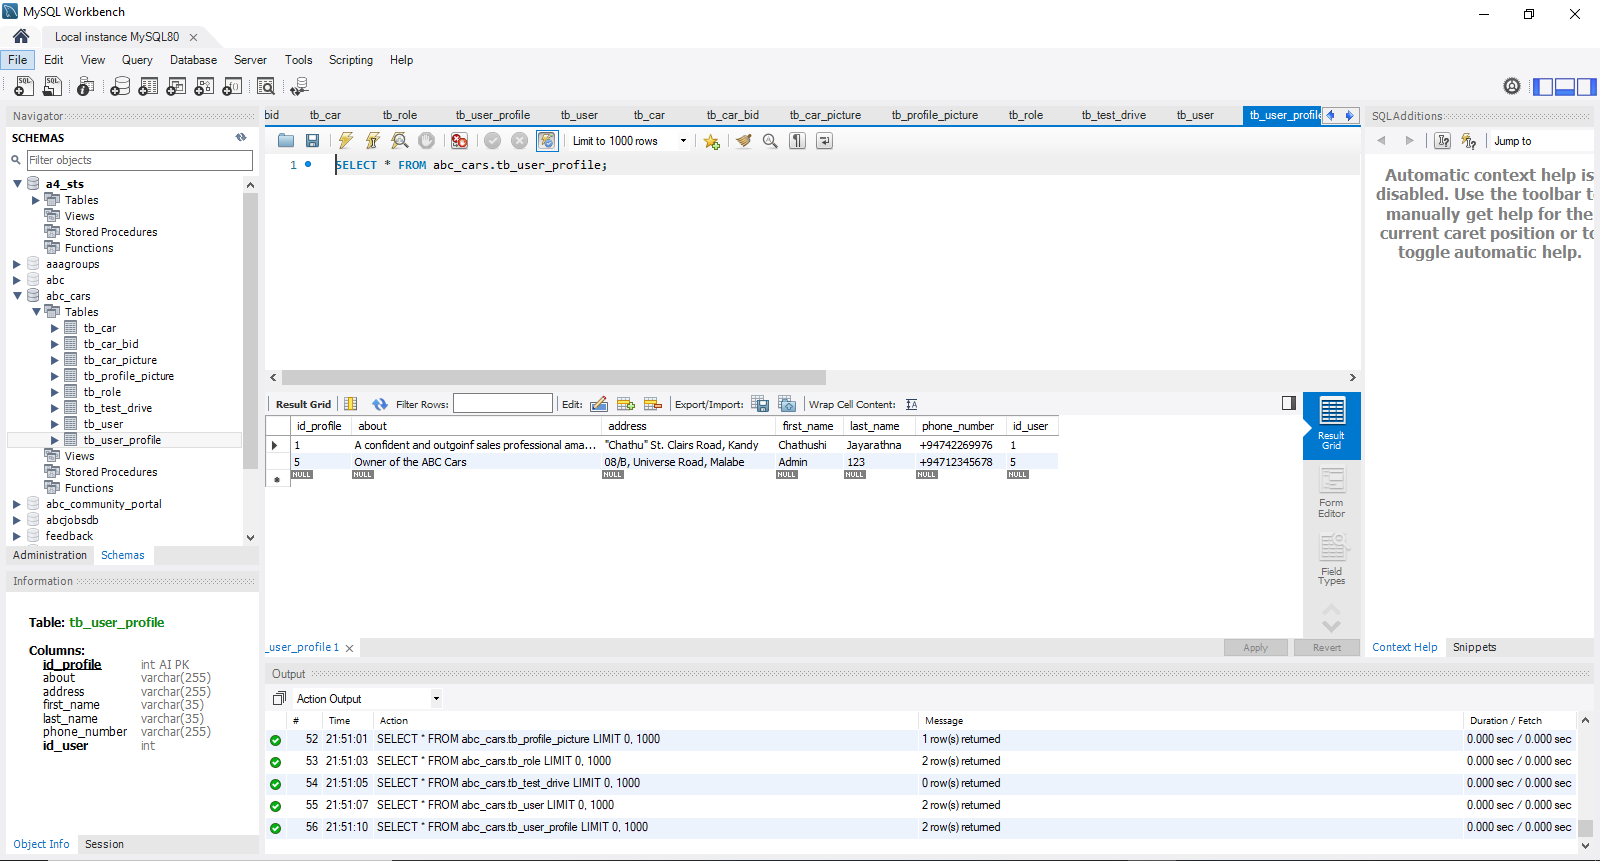 MySQL Workbench
Local instance MySQL80
File Edit View Query Database Server Tools Scripting Help
Navigator
SCHEMAS
Filter objects
a4_sts
Tables
Views
Stored Procedures
Functions
aaagroups
abc
abc_cars
Tables
tb_car
tb_car_bid
tb_car_picture
tb_profile_picture
tb_role
tb_test_drive
tb_user
tb_user_profile
Views
Stored Procedures
Functions
abc_community_portal
abcjobsdb
feedback
Administration Schemas
Information
Table: tb_user_profile
Columns:
id_profile int AI PK
about varchar(255)
address varchar(255)
first_name varchar(35)
last_name varchar(35)
phone_number varchar(255)
id_user int
Object Info Session
bid tb_car tb_role tb_user_profile tb_user tb_car tb_car_bid tb_car_picture tb_profile_picture tb_role tb_test_drive tb_user tb_user_profile
Limit to 1000 rows
1 SELECT * FROM abc_cars.tb_user_profile;
Result Grid Filter Rows: Edit: Export/Import: Wrap Cell Content:
id_profile about address first_name last_name phone_number id_user
1 A confident and outgoinf sales professional ama... "Chathu" St. Clairs Road, Kandy Chathushi Jayarathna +94742269976 1
5 Owner of the ABC Cars 08/B, Universe Road, Malabe Admin 123 +94712345678 5
NULL NULL NULL NULL NULL NULL NULL
Result
Grid
Form
Editor
Field
Types
_user_profile 1 Apply Revert
SQLAdditions
Jump to
Automatic context help is
disabled. Use the toolbar t
manually get help for the
current caret position or to
toggle automatic help.
Context Help Snippets
Output
Action Output
# Time Action Message Duration / Fetch
52 21:51:01 SELECT * FROM abc_cars.tb_profile_picture LIMIT 0, 1000 1 row(s) returned 0.000 sec / 0.000 sec
53 21:51:03 SELECT * FROM abc_cars.tb_role LIMIT 0, 1000 2 row(s) returned 0.000 sec / 0.000 sec
54 21:51:05 SELECT * FROM abc_cars.tb_test_drive LIMIT 0, 1000 0 row(s) returned 0.000 sec / 0.000 sec
55 21:51:07 SELECT * FROM abc_cars.tb_user LIMIT 0, 1000 2 row(s) returned 0.000 sec / 0.000 sec
56 21:51:10 SELECT * FROM abc_cars.tb_user_profile LIMIT 0, 1000 2 row(s) returned 0.000 sec / 0.000 sec